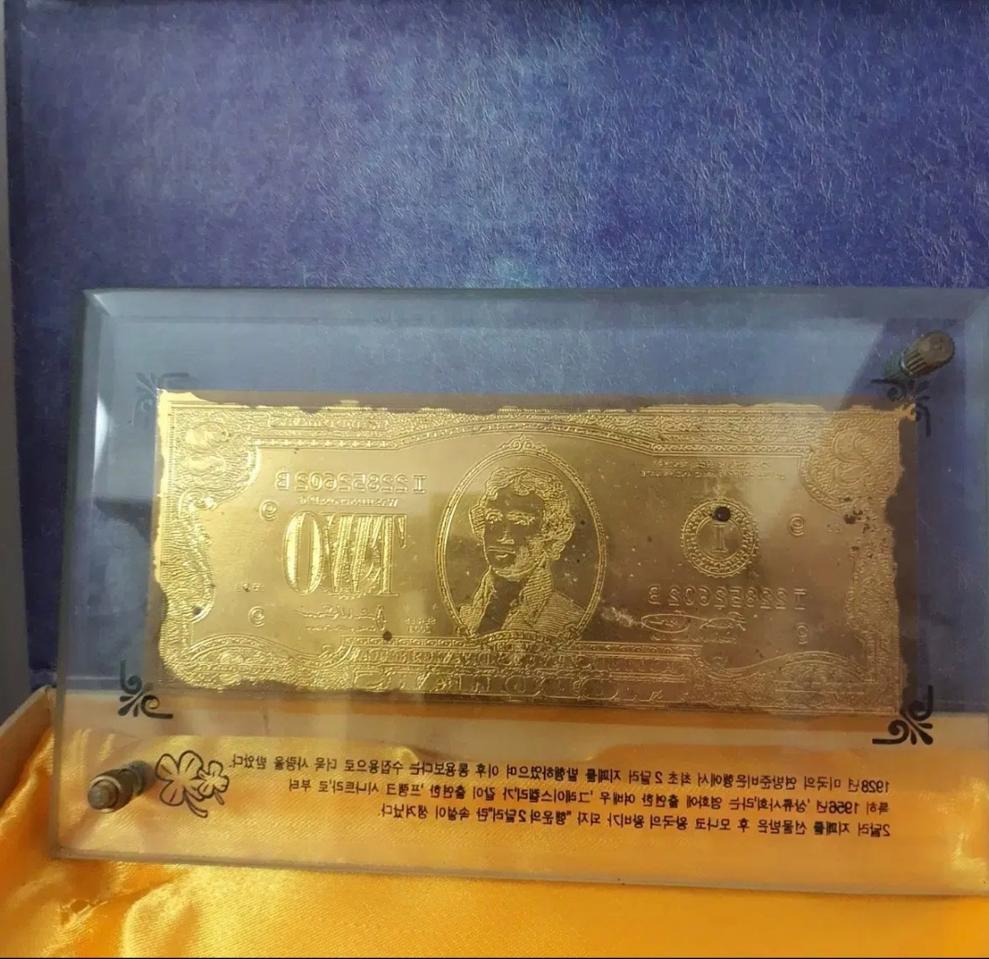 2
2
I 22852602 B
TWO
I
I 22852602 B
1928년 미국의 연방준비은행에서 최초 2달러 지폐를 발행하였으며 이후 통용보다는 수집용으로 더욱 사랑을 받았다.
특히 1956년 '상류사회'라는 영화에 출연한 여배우 '그레이스켈리'가 같이 출연한 '프랭크 시나트라'로 부터
2달러 지폐를 선물받은 후 모나코 왕국의 왕비가 되자 "행운의2달러"란 속설이 생겨났다.